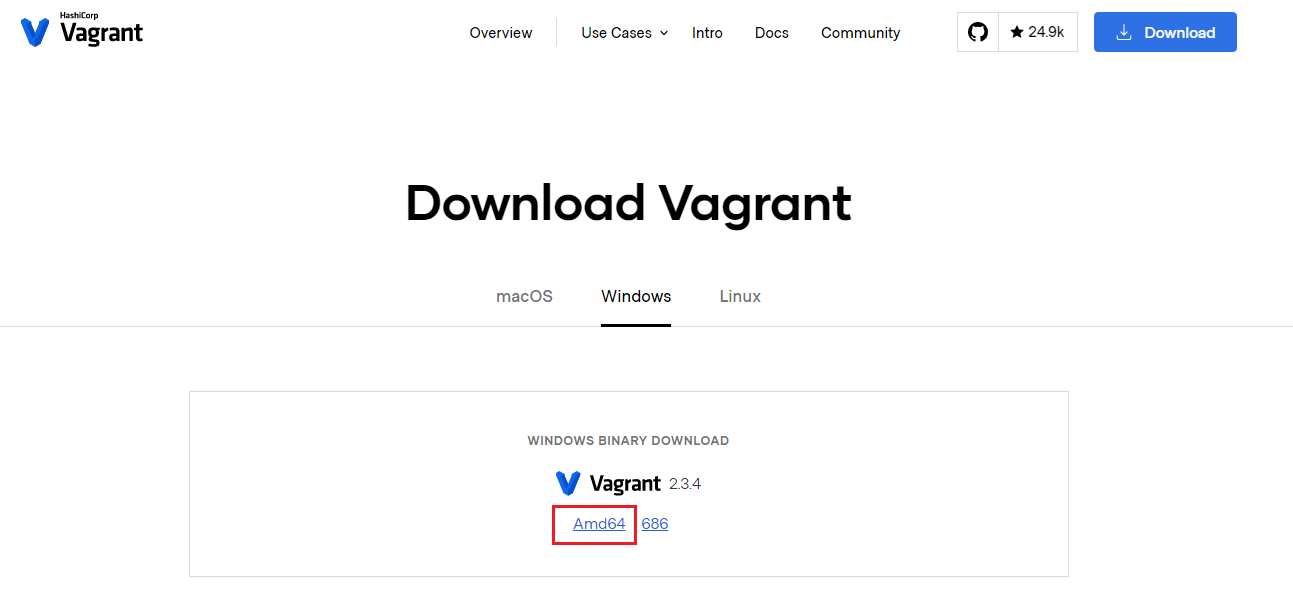 HashiCorp
Vagrant
Overview Use Cases Intro Docs Community 24.9k Download
Download Vagrant
macOS Windows Linux
WINDOWS BINARY DOWNLOAD
Vagrant 2.3.4
Amd64 686